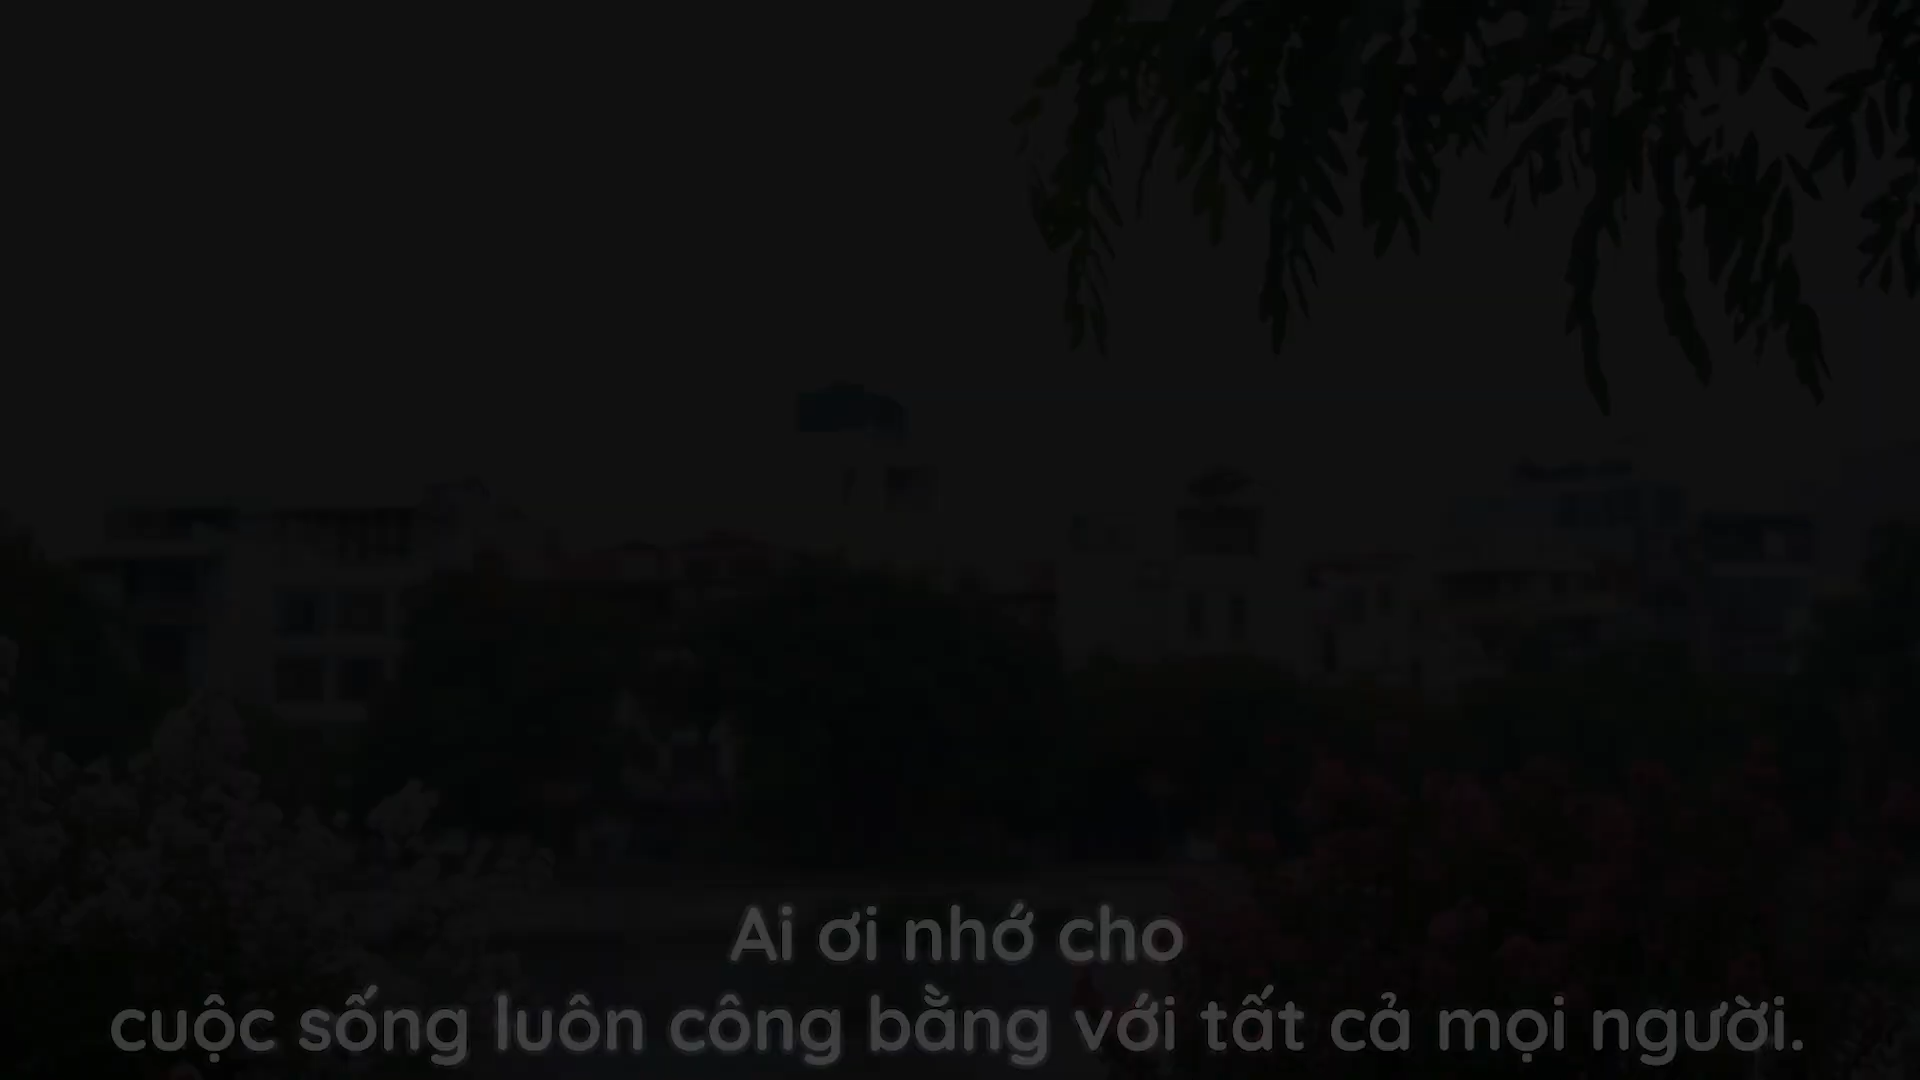 Ai ơi nhớ cho
cuộc sống luôn công bằng với tất cả mọi người.